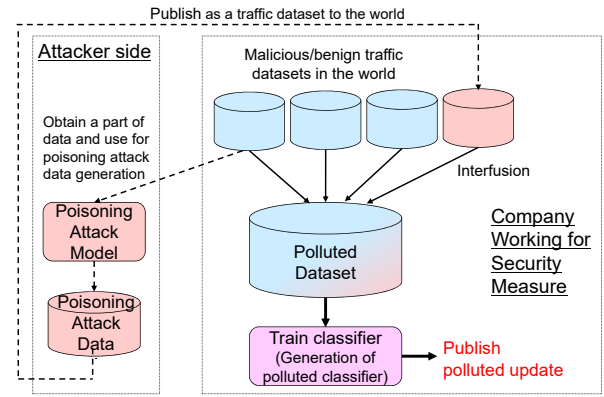 Publish as a traffic dataset to the world
Attacker side
Malicious/benign traffic
datasets in the world
Obtain a part of
data and use for
poisoning attack
data generation
Interfusion
Poisoning
Attack
Model
Polluted
Dataset
Company
Working for
Security
Measure
Poisoning
Attack
Data
Train classifier
(Generation of
polluted classifier)
Publish
polluted update